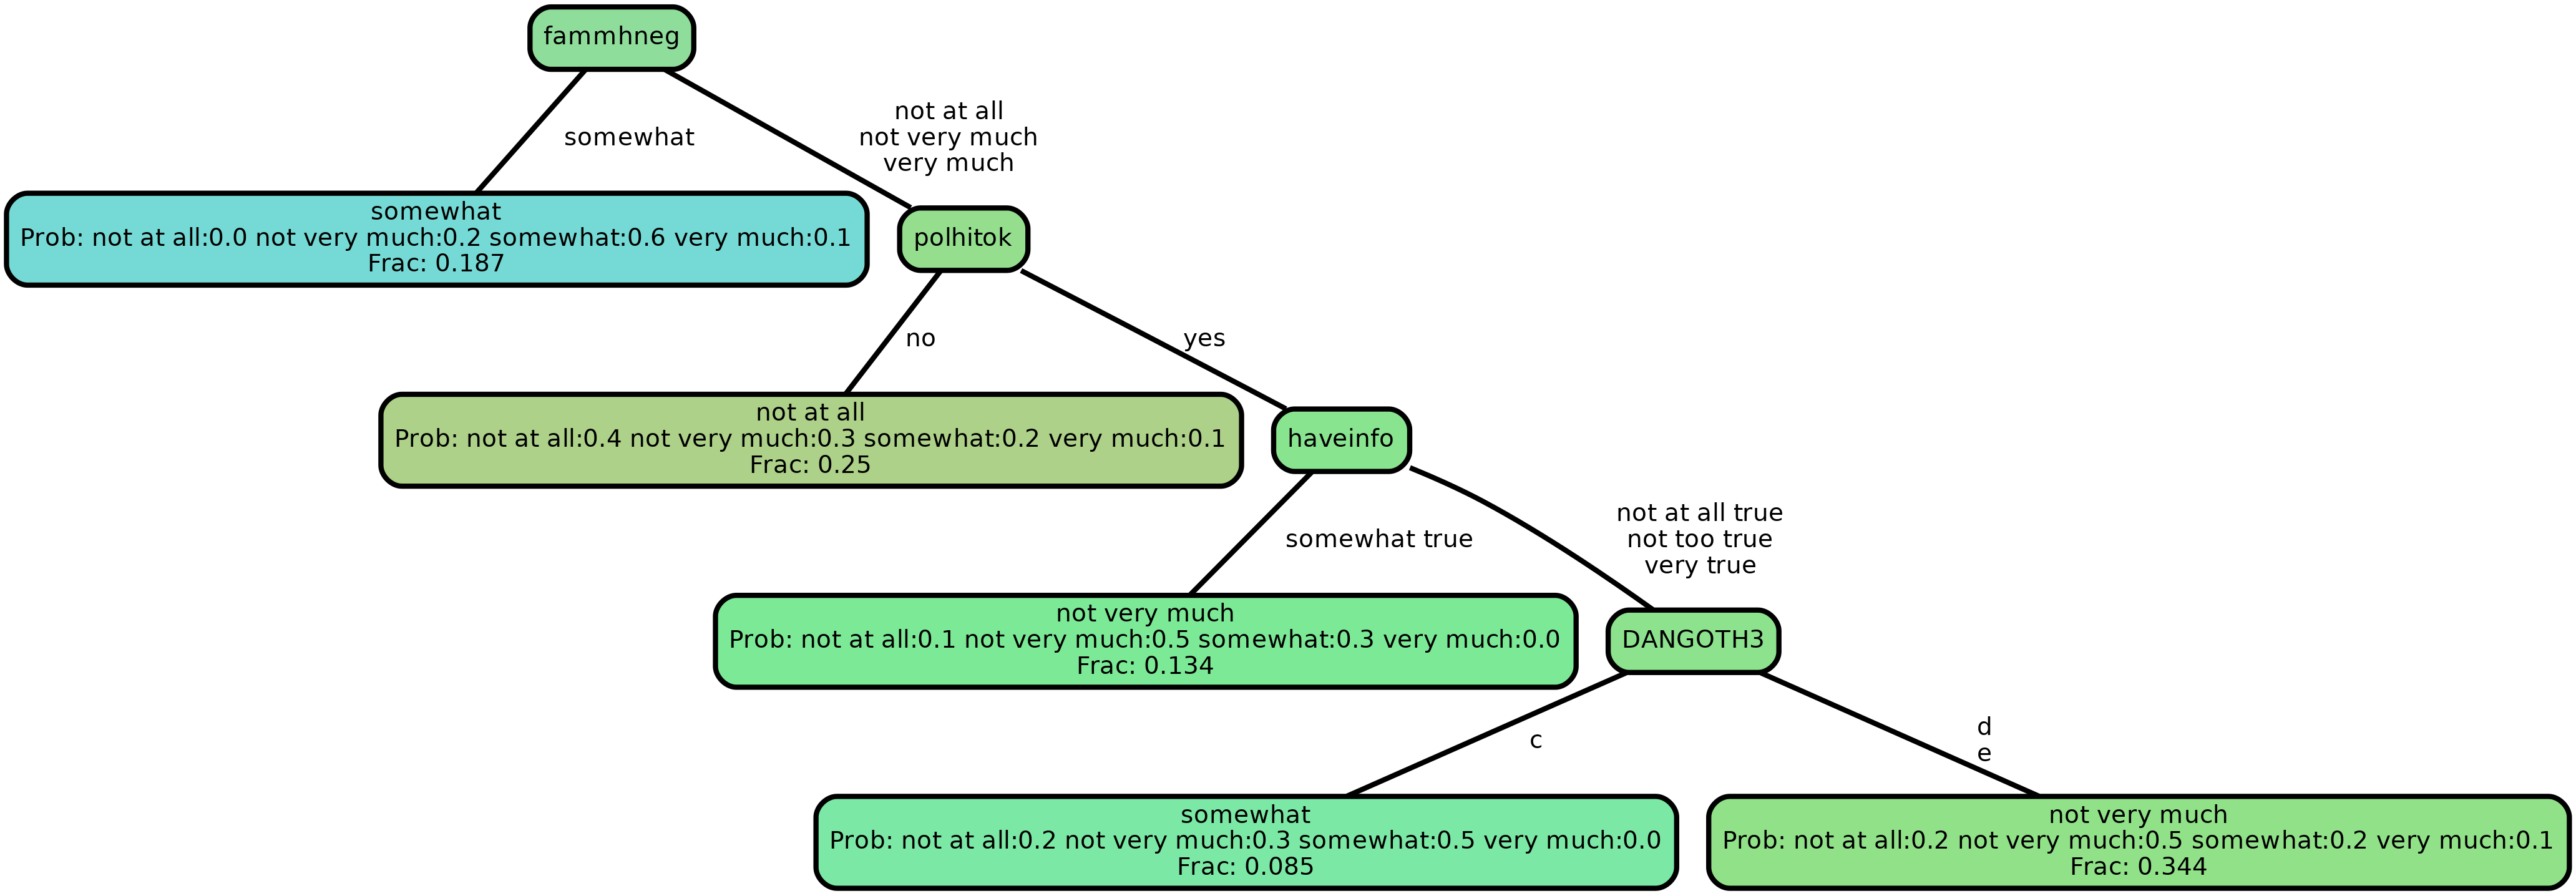 fammhneg
somewhat
not at all
not very much
very much
somewhat
Prob: not at all:0.0 not very much:0.2 somewhat:0.6 very much:0.1
Frac: 0.187
polhitok
no
yes
not at all
Prob: not at all:0.4 not very much:0.3 somewhat:0.2 very much:0.1
Frac: 0.25
haveinfo
somewhat true
not at all true
not too true
very true
not very much
Prob: not at all:0.1 not very much:0.5 somewhat:0.3 very much:0.0
Frac: 0.134
DANGOTH3
c
d
e
somewhat
Prob: not at all:0.2 not very much:0.3 somewhat:0.5 very much:0.0
Frac: 0.085
not very much
Prob: not at all:0.2 not very much:0.5 somewhat:0.2 very much:0.1
Frac: 0.344